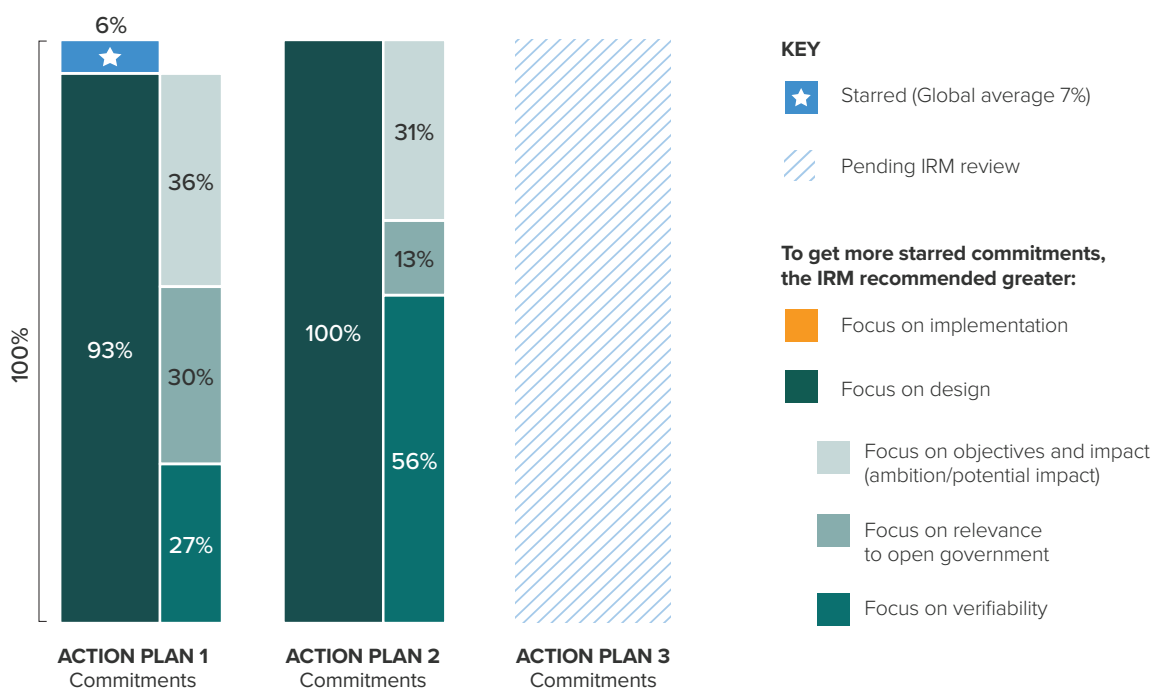 6%
36%
93%
30%
27%
100%
ACTION PLAN 1
Commitments
31%
13%
100%
56%
ACTION PLAN 2
Commitments
ACTION PLAN 3
Commitments
KEY
Starred (Global average 7%)
Pending IRM review
To get more starred commitments,
the IRM recommended greater:
Focus on implementation
Focus on design
Focus on objectives and impact
(ambition/potential impact)
Focus on relevance
to open government
Focus on verifiability